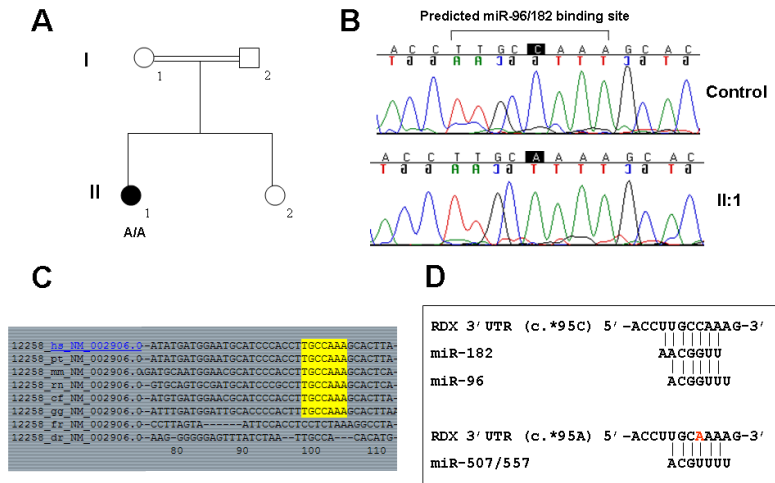 A
I
1
2
II
1
2
A/A
B
Predicted miR-96/182 binding site
A C C T T G C C A A A G C A C
T G G A A C G G T T T C G T G
Control
A C C T T G C A A A A G C A C
T G G A A C G T T T T C G T G
II:1
C
12258_hs_NM_002906.0-ATATGATGGAATGCATCCCACCTTGCCAAAGCACTTA-
12258_pt_NM_002906.0-ATATGATGGAATGCATCCCACCTTGCCAAAGCACTTA-
12258_mm_NM_002906.0AGATGCAATGGAACGCATCCCACCTTGCCAAAGCACTCA-
12258_rn_NM_002906.0-GTGCAGTGCGATGCATCCCGCCTTGCCAAAGCACTCA-
12258_cf_NM_002906.0-ATGTGATGGAACGCATCCCACCTTGCCAAAGCACTTA-
12258_gg_NM_002906.0-ATTTGATGGATTGCACCCCACTTTGCCAAAGCACTTAA
12258_fr_NM_002906.0--CCTTAGTA------ATTCCACCTCCTCTAAAGGCCTA-
12258_dr_NM_002906.0--AAG-GGGGGAGTTTATCTAA--TTGCCA---CACATG-
80 90 100 110
D
RDX 3′ UTR (c.*95C) 5′ -ACCUUGCCAAAG-3′
miR-182 AACGGUU
miR-96 ACGGUUU
RDX 3′ UTR (c.*95A) 5′ -ACCUUGCAAAAG-3′
miR-507/557 ACGUUUU